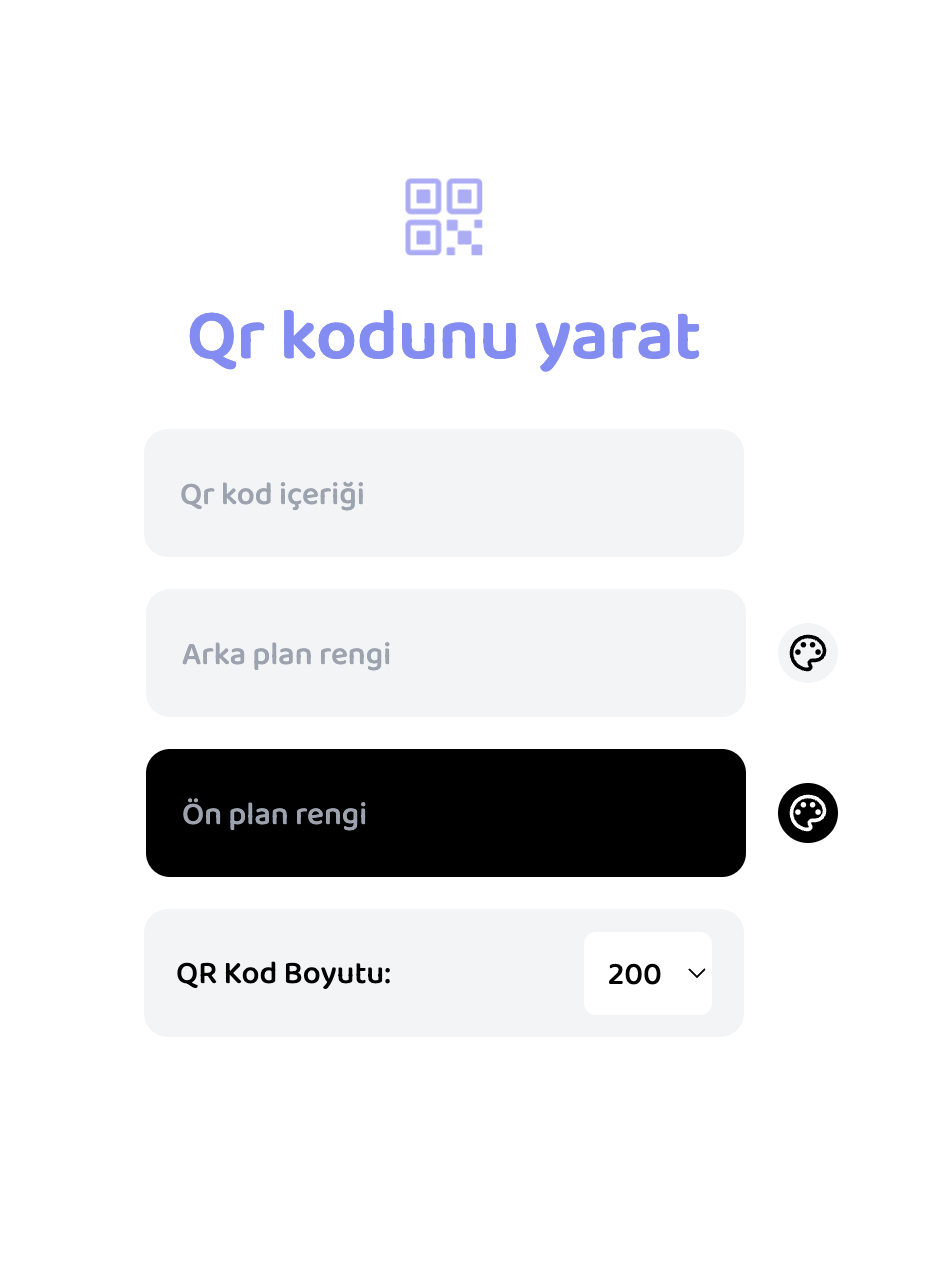 Qr kodunu yarat
Qr kod içeriği
Arka plan rengi
Ön plan rengi
QR Kod Boyutu: 200